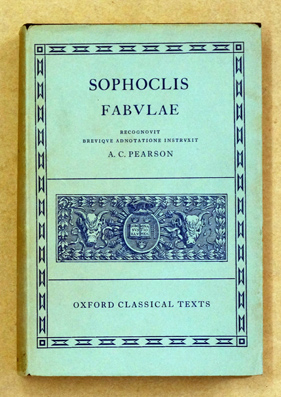 SOPHOCLIS
FABVLAE
RECOGNOVIT
BREVIQVE ADNOTATIONE INSTRVXIT
A. C. PEARSON
OXFORD CLASSICAL TEXTS